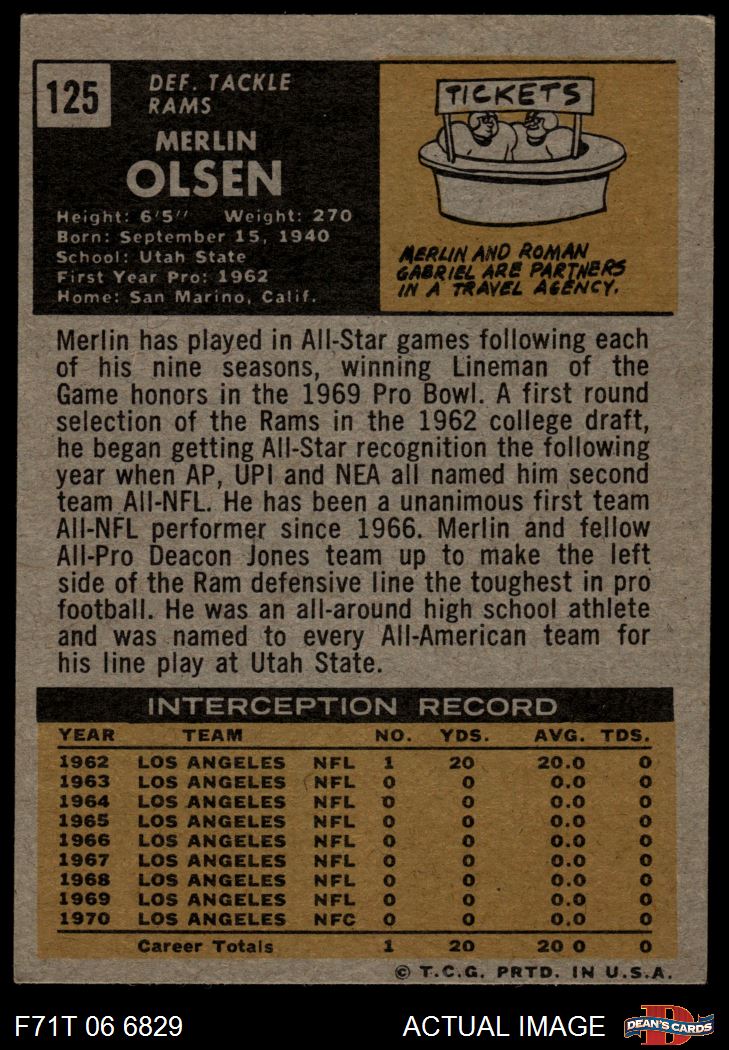 125
DEF. TACKLE
RAMS
MERLIN
OLSEN
Height: 6'5" Weight: 270
Born: September 15, 1940
School: Utah State
First Year Pro: 1962
Home: San Marino, Calif.
TICKETS
MERLIN AND ROMAN
GABRIEL ARE PARTNERS
IN A TRAVEL AGENCY.
Merlin has played in All-Star games following each
of his nine seasons, winning Lineman of the
Game honors in the 1969 Pro Bowl. A first round
selection of the Rams in the 1962 college draft,
he began getting All-Star recognition the following
year when AP, UPI and NEA all named him second
team All-NFL. He has been a unanimous first team
All-NFL performer since 1966. Merlin and fellow
All-Pro Deacon Jones team up to make the left
side of the Ram defensive line the toughest in pro
football. He was an all-around high school athlete
and was named to every All-American team for
his line play at Utah State.
INTERCEPTION RECORD
YEAR TEAM NO. YDS. AVG. TDS.
1962 LOS ANGELES NFL 1 20 20.0 0
1963 LOS ANGELES NFL 0 0 0.0 0
1964 LOS ANGELES NFL 0 0 0.0 0
1965 LOS ANGELES NFL 0 0 0.0 0
1966 LOS ANGELES NFL 0 0 0.0 0
1967 LOS ANGELES NFL 0 0 0.0 0
1968 LOS ANGELES NFL 0 0 0.0 0
1969 LOS ANGELES NFL 0 0 0.0 0
1970 LOS ANGELES NFC 0 0 0.0 0
Career Totals 1 20 20 0 0
© T.C.G. PRTD. IN U.S.A.
F71T 06 6829 ACTUAL IMAGE D DEAN'S CARDS